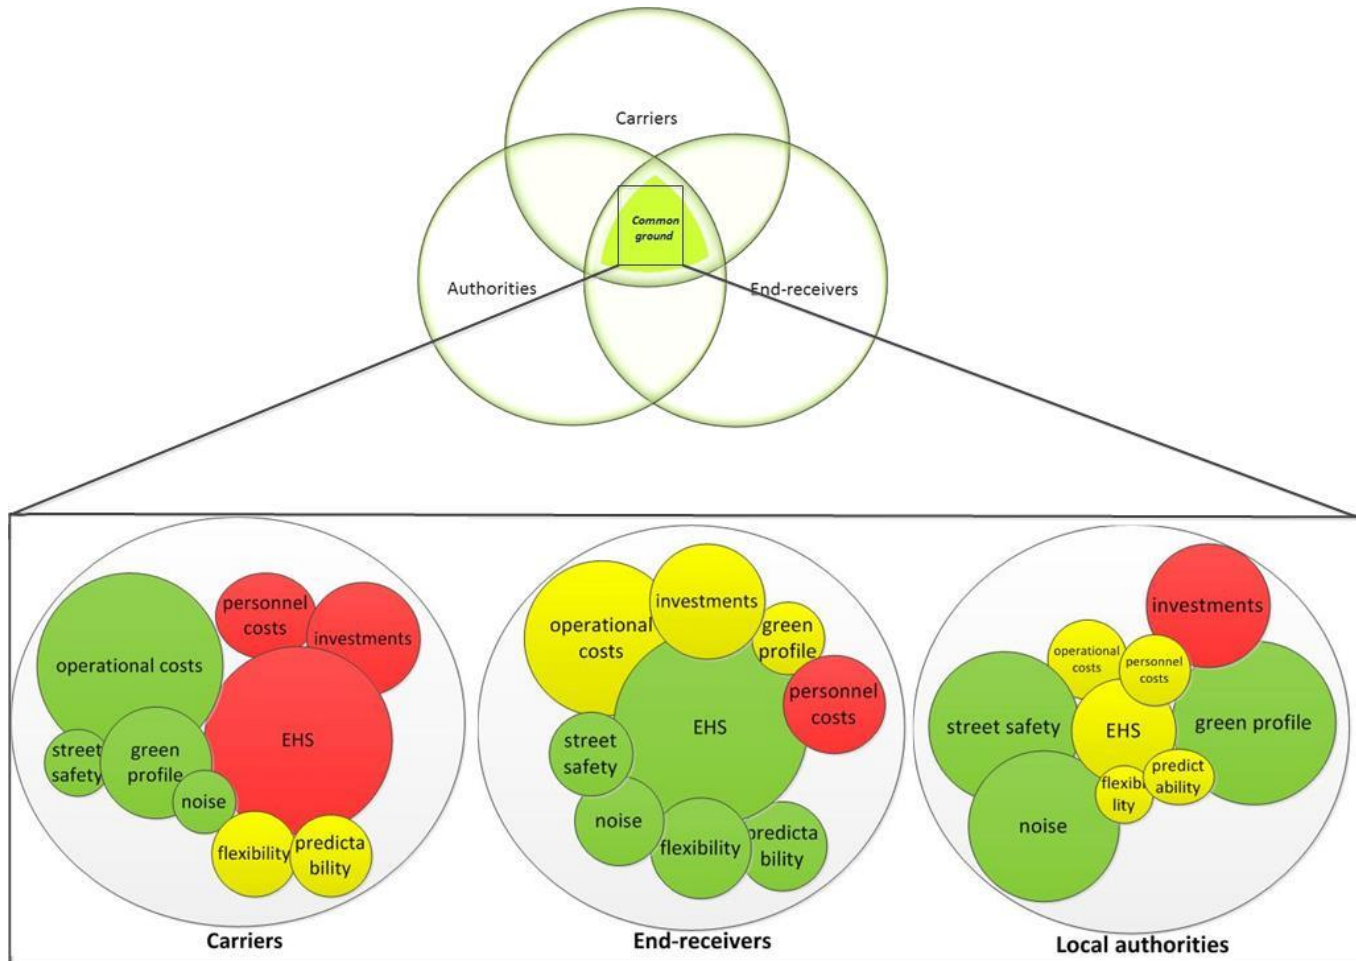 Carriers
Common
ground
Authorities
End-receivers
personnel
costs
investments
operational costs
EHS
street
safety
green
profile
noise
flexibility
predicta
bility
Carriers
investments
operational
costs
green
profile
personnel
costs
EHS
street
safety
noise
flexibility
predicta
bility
End-receivers
investments
operational
costs
personnel
costs
street safety
EHS
green profile
flexibi
lity
predict
ability
noise
Local authorities